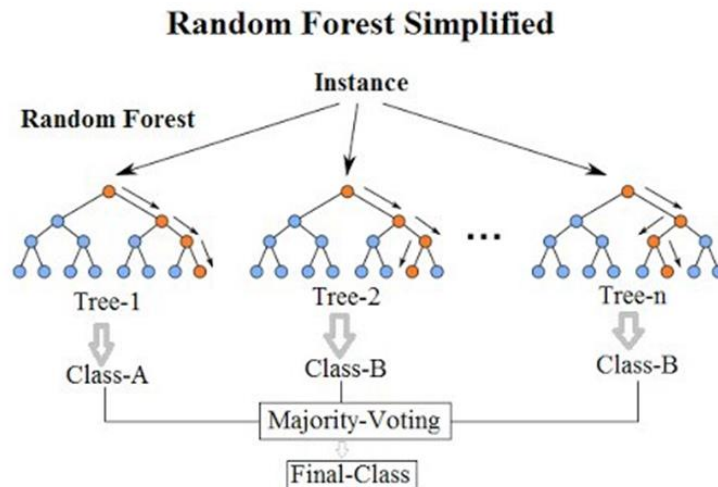 Random Forest Simplified
Instance
Random Forest
...
Tree-1 Tree-2 Tree-n
Class-A Class-B Class-B
Majority-Voting
Final-Class